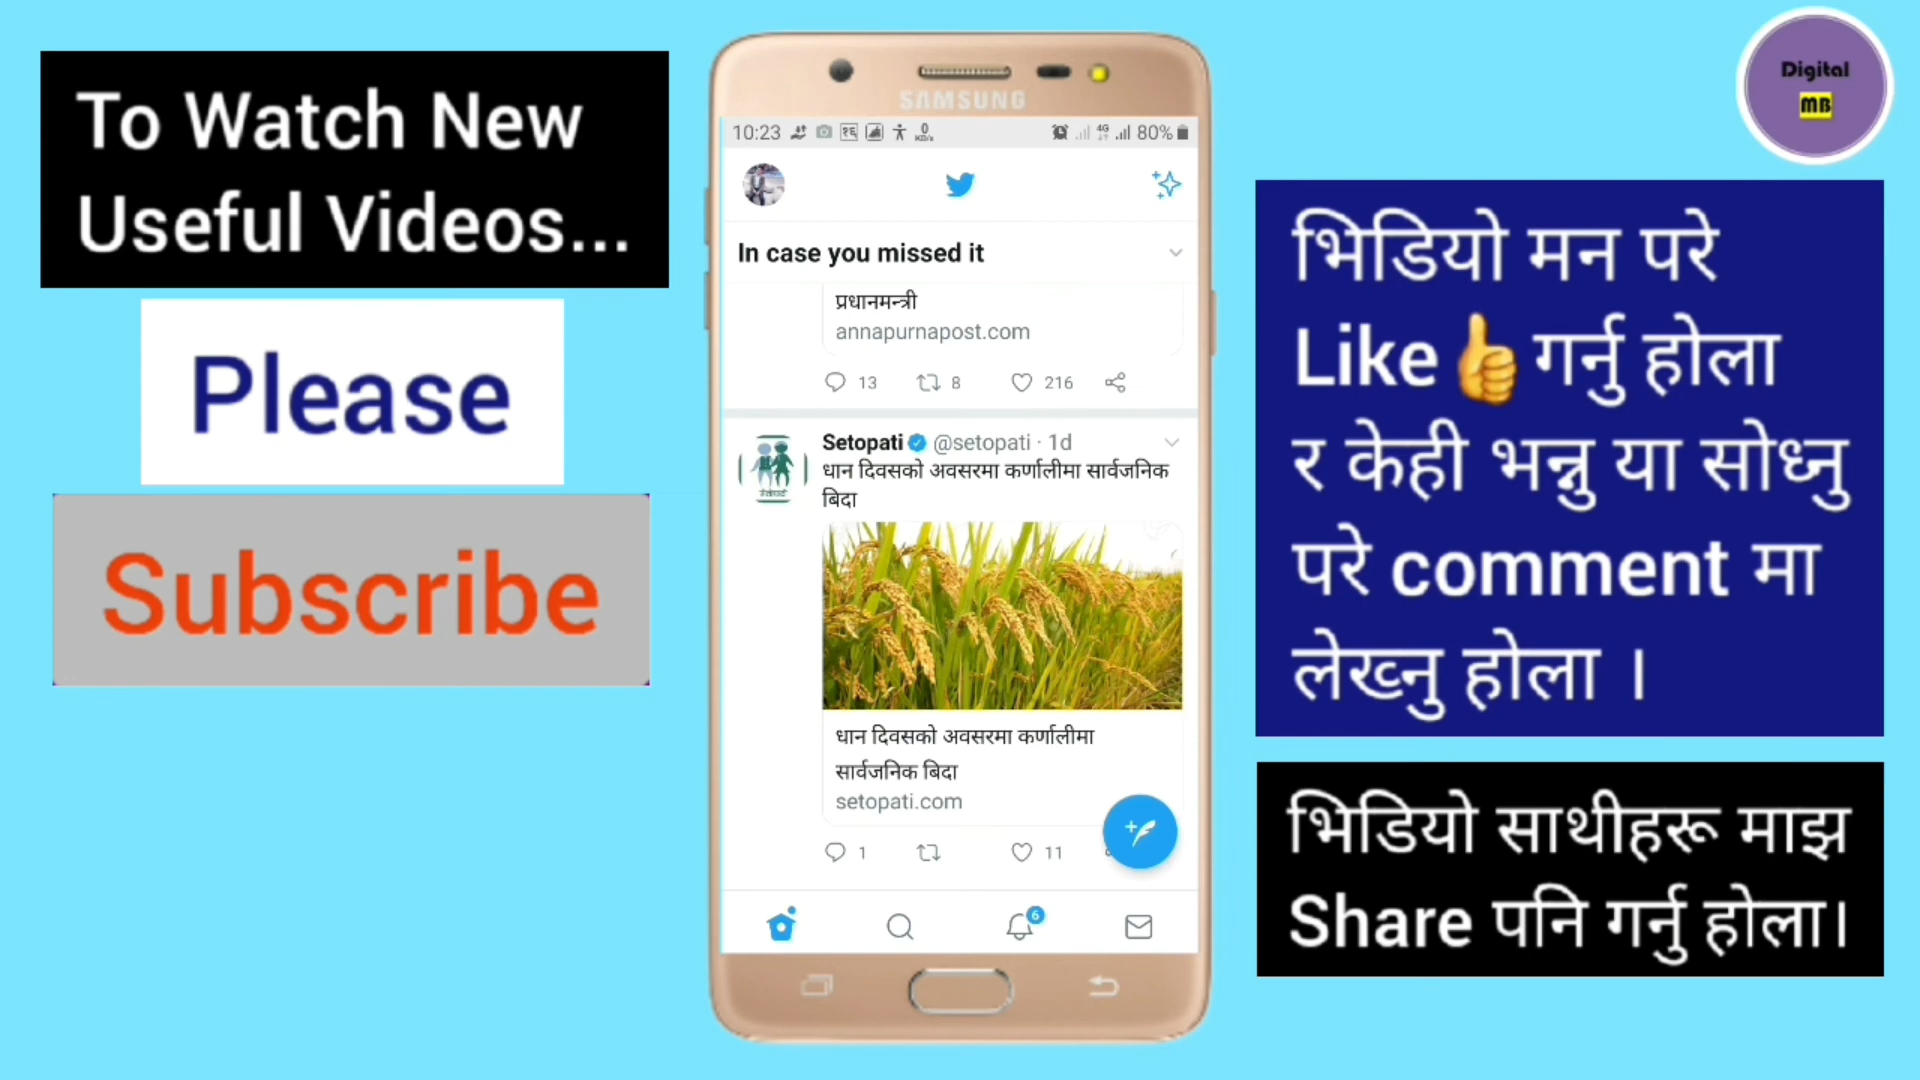 To Watch New
Useful Videos...
Please
Subscribe
SAMSUNG
10:23
4G
80%
In case you missed it
प्रधानमन्त्री
annapurnapost.com
13
8
216
Setopati @setopati · 1d
धान दिवसको अवसरमा कर्णालीमा सार्वजनिक
बिदा
धान दिवसको अवसरमा कर्णालीमा
सार्वजनिक बिदा
setopati.com
1
11
6
Digital
MB
भिडियो मन परे
Like👍गर्नु होला
र केही भन्नु या सोध्नु
परे comment मा
लेख्नु होला ।
भिडियो साथीहरू माझ
Share पनि गर्नु होला।